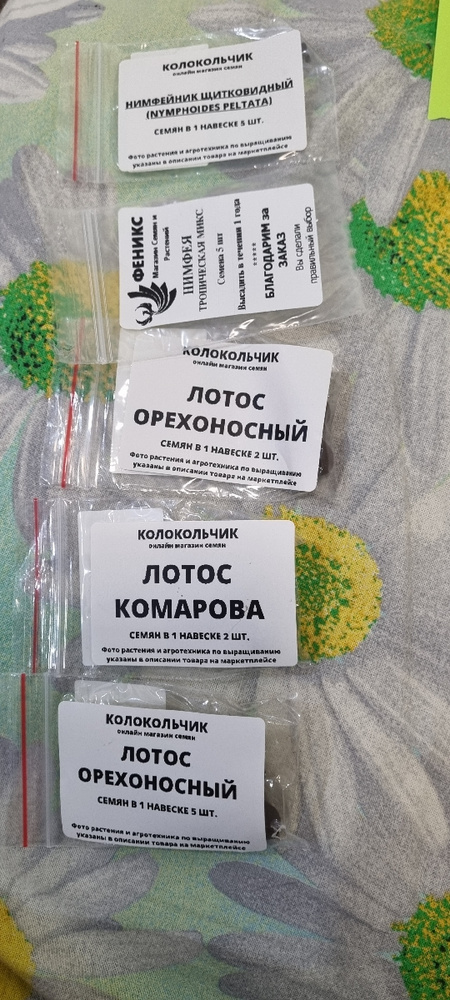 КОЛОКОЛЬЧИК
онлайн магазин семян
НИМФЕЙНИК ЩИТКОВИДНЫЙ
(NYMPHOIDES PELTATA)
СЕМЯН В 1 НАВЕСКЕ 5 ШТ.
Фото растения и агротехника по выращиванию
указаны в описании товара на маркетплейсе
ФЕНИКС
Магазин Семян и
Растений
НИМФЕЯ
ТРОПИЧЕСКАЯ МИКС
Семена 5 шт
Высадить в течении 1 года
*****
БЛАГОДАРИМ ЗА
ЗАКАЗ
Вы сделали
правильный выбор
КОЛОКОЛЬЧИК
онлайн магазин семян
ЛОТОС
ОРЕХОНОСНЫЙ
СЕМЯН В 1 НАВЕСКЕ 2 ШТ.
Фото растения и агротехника по выращиванию
указаны в описании товара на маркетплейсе
КОЛОКОЛЬЧИК
онлайн магазин семян
ЛОТОС
КОМАРОВА
СЕМЯН В 1 НАВЕСКЕ 2 ШТ.
Фото растения и агротехника по выращиванию
указаны в описании товара на маркетплейсе
КОЛОКОЛЬЧИК
онлайн магазин семян
ЛОТОС
ОРЕХОНОСНЫЙ
СЕМЯН В 1 НАВЕСКЕ 5 ШТ.
Фото растения и агротехника по выращиванию
указаны в описании товара на маркетплейсе